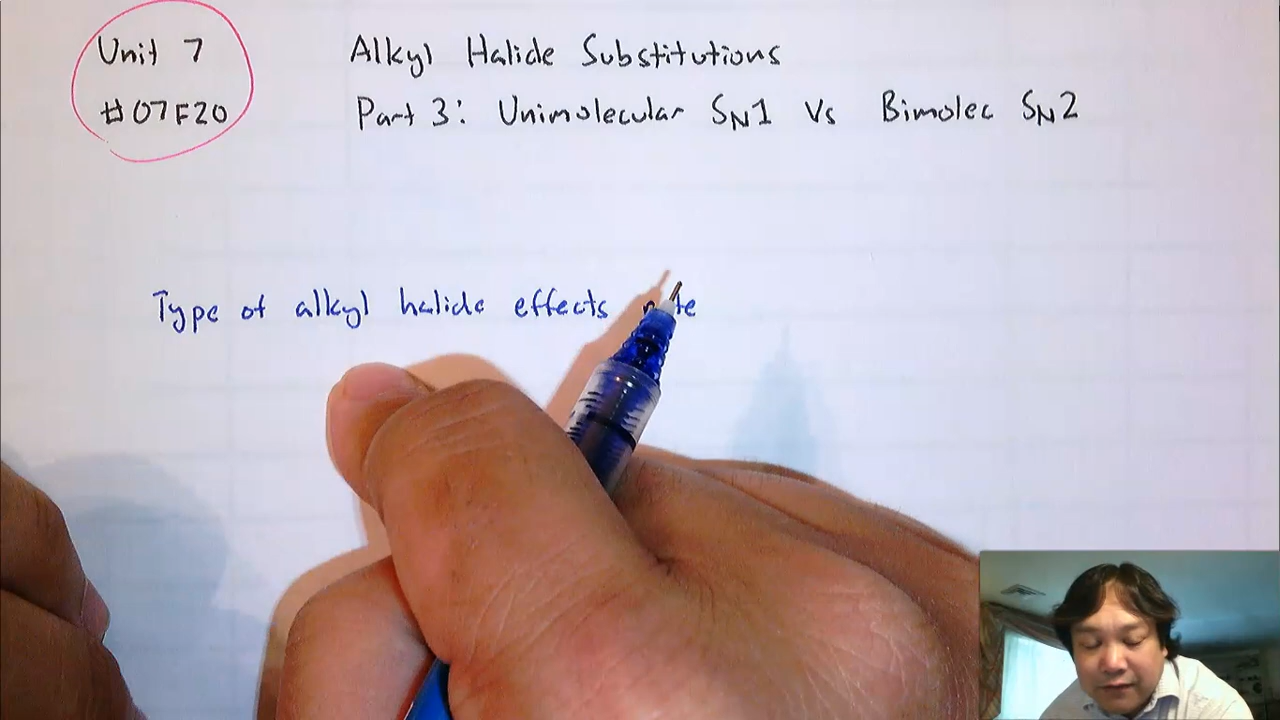 Unit 7
#07F20
Alkyl Halide Substitutions
Part 3: Unimolecular SN1 Vs Bimolec SN2
Type of alkyl halide effects